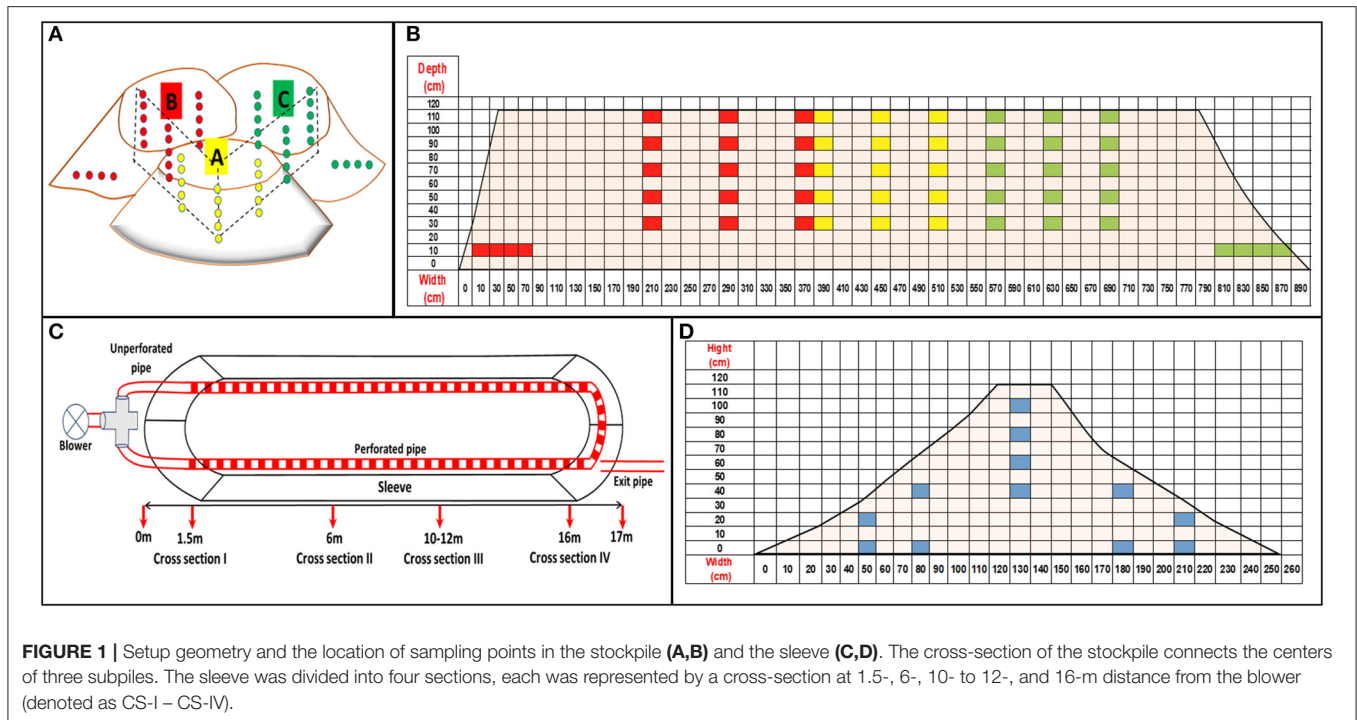 A
B
C
A
B
Depth
(cm)
120
110
100
90
80
70
60
50
40
30
20
10
0
Width
(cm)
0 10 30 50 70 90 110 130 150 170 190 210 230 250 270 290 310 330 350 370 390 410 430 450 470 490 510 530 550 570 590 610 630 650 670 690 710 730 750 770 790 810 830 850 870 890
C
Unperforated
pipe
Blower
Perforated pipe
Sleeve
Exit pipe
0m 1.5m 6m 10-12m 16m 17m
Cross section I Cross section II Cross section III Cross section IV
D
Hight
(cm)
120
110
100
90
80
70
60
50
40
30
20
10
0
Width
(cm)
0 10 20 30 40 50 60 70 80 90 100 110 120 130 140 150 160 170 180 190 200 210 220 230 240 250 260
FIGURE 1 | Setup geometry and the location of sampling points in the stockpile (A,B) and the sleeve (C,D). The cross-section of the stockpile connects the centers
of three subpiles. The sleeve was divided into four sections, each was represented by a cross-section at 1.5-, 6-, 10- to 12-, and 16-m distance from the blower
(denoted as CS-I – CS-IV).